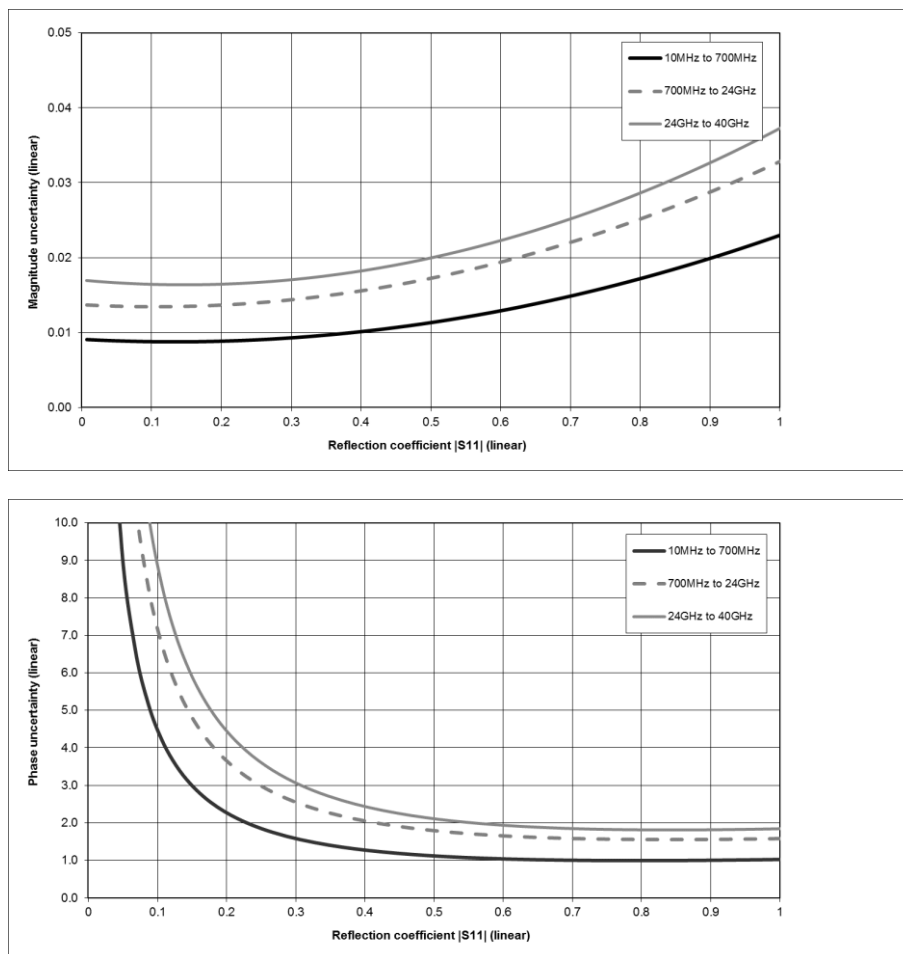 0.05
0.04
0.03
0.02
0.01
0.00
Magnitude uncertainty (linear)
10MHz to 700MHz
700MHz to 24GHz
24GHz to 40GHz
0 0.1 0.2 0.3 0.4 0.5 0.6 0.7 0.8 0.9 1
Reflection coefficient |S11| (linear)
10.0
9.0
8.0
7.0
6.0
5.0
4.0
3.0
2.0
1.0
0.0
Phase uncertainty (linear)
10MHz to 700MHz
700MHz to 24GHz
24GHz to 40GHz
0 0.1 0.2 0.3 0.4 0.5 0.6 0.7 0.8 0.9 1
Reflection coefficient |S11| (linear)